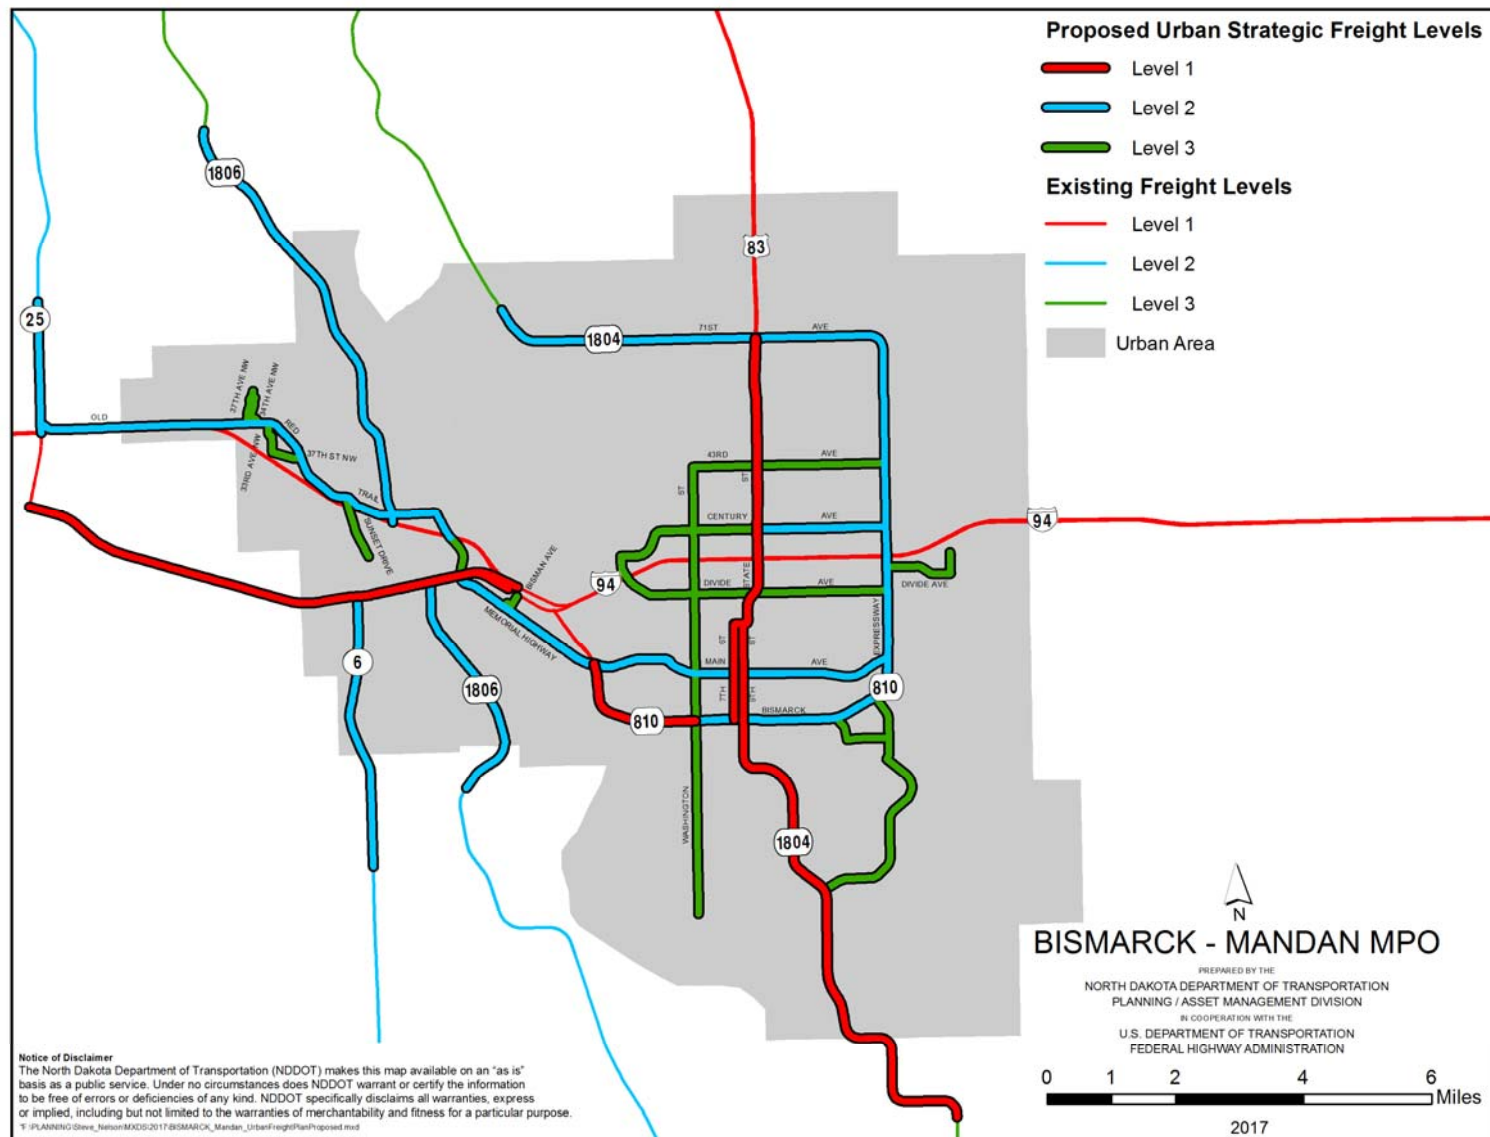 Proposed Urban Strategic Freight Levels
Level 1
Level 2
Level 3
Existing Freight Levels
Level 1
Level 2
Level 3
Urban Area
1806
83
25
1804
71ST
AVE
37TH AVE NW
34TH AVE NW
OLD
RED
33RD AVE NW
37TH ST NW
TRAIL
SUNSET DRIVE
43RD
AVE
ST
ST
CENTURY
AVE
94
94
BISMAN AVE
DIVIDE
AVE
STATE
DIVIDE AVE
MEMORIAL HIGHWAY
EXPRESSWAY
6
1806
MAIN
AVE
ST
ST
7TH
9TH
810
810
BISMARCK
WASHINGTON
1804
N
BISMARCK - MANDAN MPO
PREPARED BY THE
NORTH DAKOTA DEPARTMENT OF TRANSPORTATION
PLANNING / ASSET MANAGEMENT DIVISION
IN COOPERATION WITH THE
U.S. DEPARTMENT OF TRANSPORTATION
FEDERAL HIGHWAY ADMINISTRATION
0 1 2 4 6
Miles
2017
Notice of Disclaimer
The North Dakota Department of Transportation (NDDOT) makes this map available on an "as is"
basis as a public service. Under no circumstances does NDDOT warrant or certify the information
to be free of errors or deficiencies of any kind. NDDOT specifically disclaims all warranties, express
or implied, including but not limited to the warranties of merchantability and fitness for a particular purpose.
"F:\PLANNING\Steve_Nelson\MXDS\2017\BISMARCK_Mandan_UrbanFreightPlanProposed.mxd